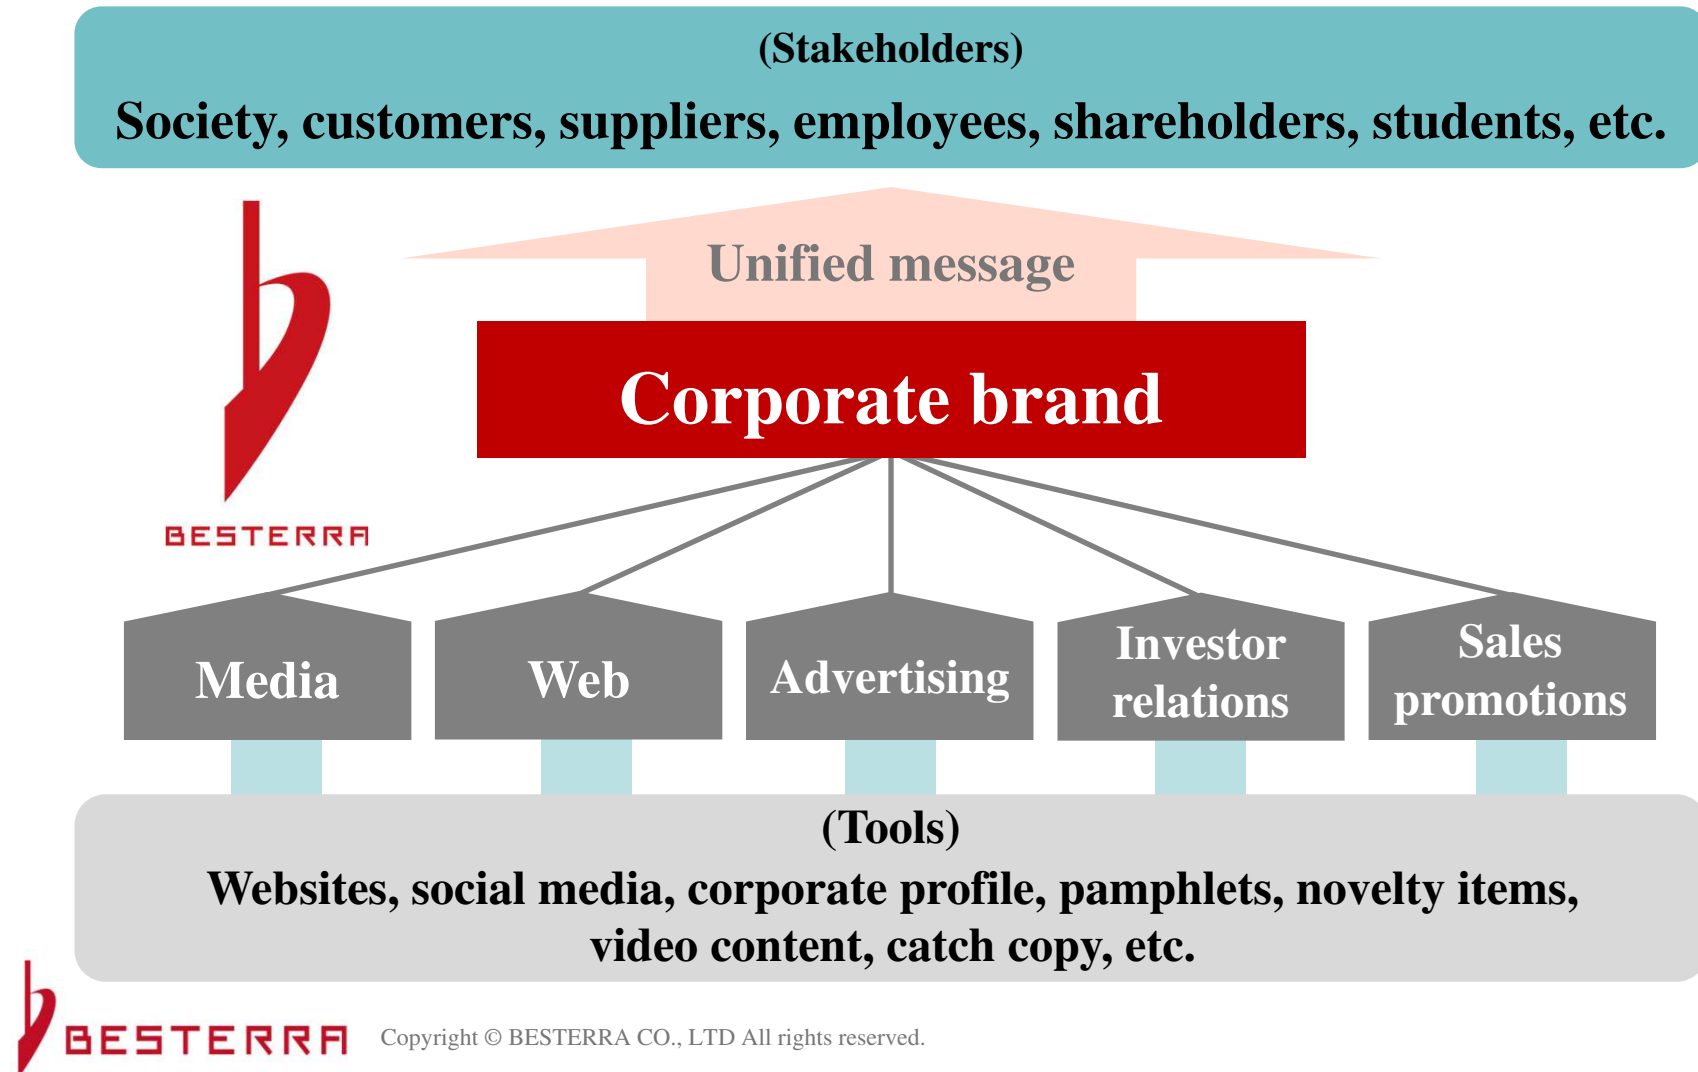 (Stakeholders)
Society, customers, suppliers, employees, shareholders, students, etc.
Unified message
Corporate brand
BESTERRA
Media
Web
Advertising
Investor
relations
Sales
promotions
(Tools)
Websites, social media, corporate profile, pamphlets, novelty items,
video content, catch copy, etc.
BESTERRA
Copyright © BESTERRA CO., LTD All rights reserved.